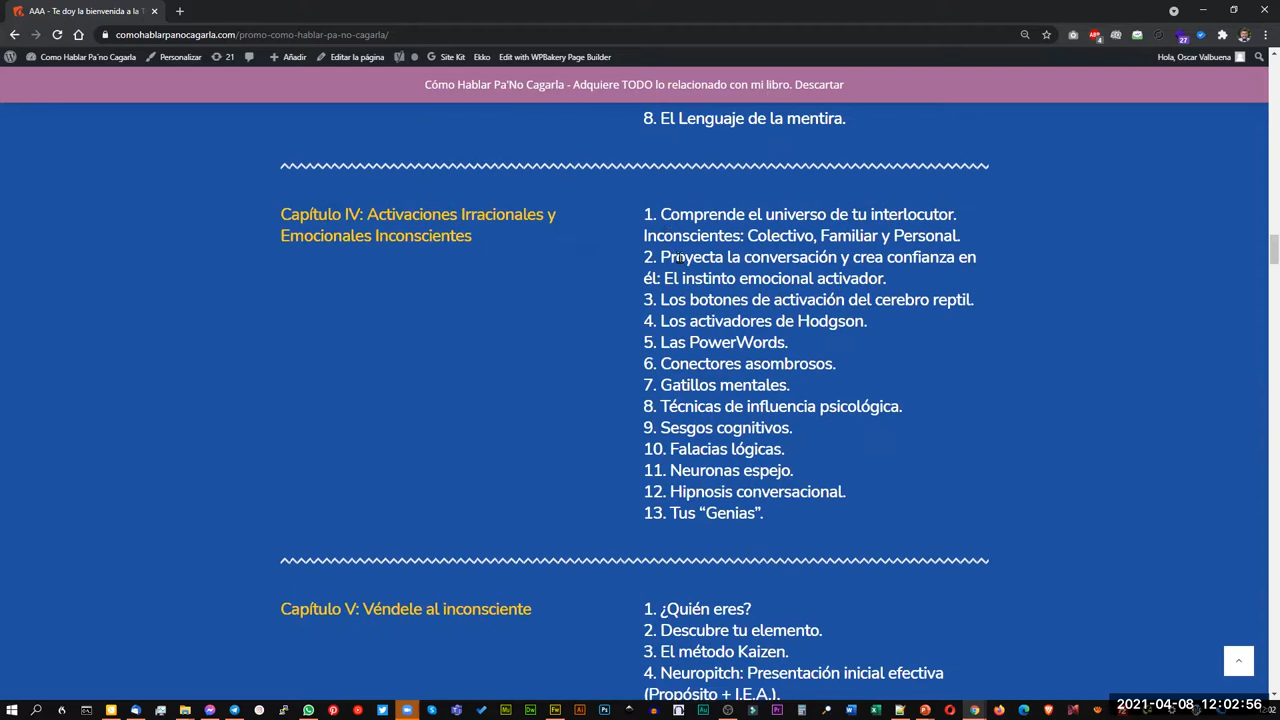 AAA - Te doy la bienvenida a la T
comohablarpanocagarla.com/promo-como-hablar-pa-no-cagarla/
Como Hablar Pa'no Cagarla
Personalizar
21
Añadir
Editar la página
Site Kit
Ekko
Edit with WPBakery Page Builder
Hola, Oscar Valbuena
Cómo Hablar Pa'No Cagarla - Adquiere TODO lo relacionado con mi libro. Descartar
8. El Lenguaje de la mentira.
Capítulo IV: Activaciones Irracionales y
Emocionales Inconscientes
1. Comprende el universo de tu interlocutor.
Inconscientes: Colectivo, Familiar y Personal.
2. Proyecta la conversación y crea confianza en
él: El instinto emocional activador.
3. Los botones de activación del cerebro reptil.
4. Los activadores de Hodgson.
5. Las PowerWords.
6. Conectores asombrosos.
7. Gatillos mentales.
8. Técnicas de influencia psicológica.
9. Sesgos cognitivos.
10. Falacias lógicas.
11. Neuronas espejo.
12. Hipnosis conversacional.
13. Tus “Genias”.
Capítulo V: Véndele al inconsciente
1. ¿Quién eres?
2. Descubre tu elemento.
3. El método Kaizen.
4. Neuropitch: Presentación inicial efectiva
(Propósito + I.E.A.).
2021-04-08 12:02:56